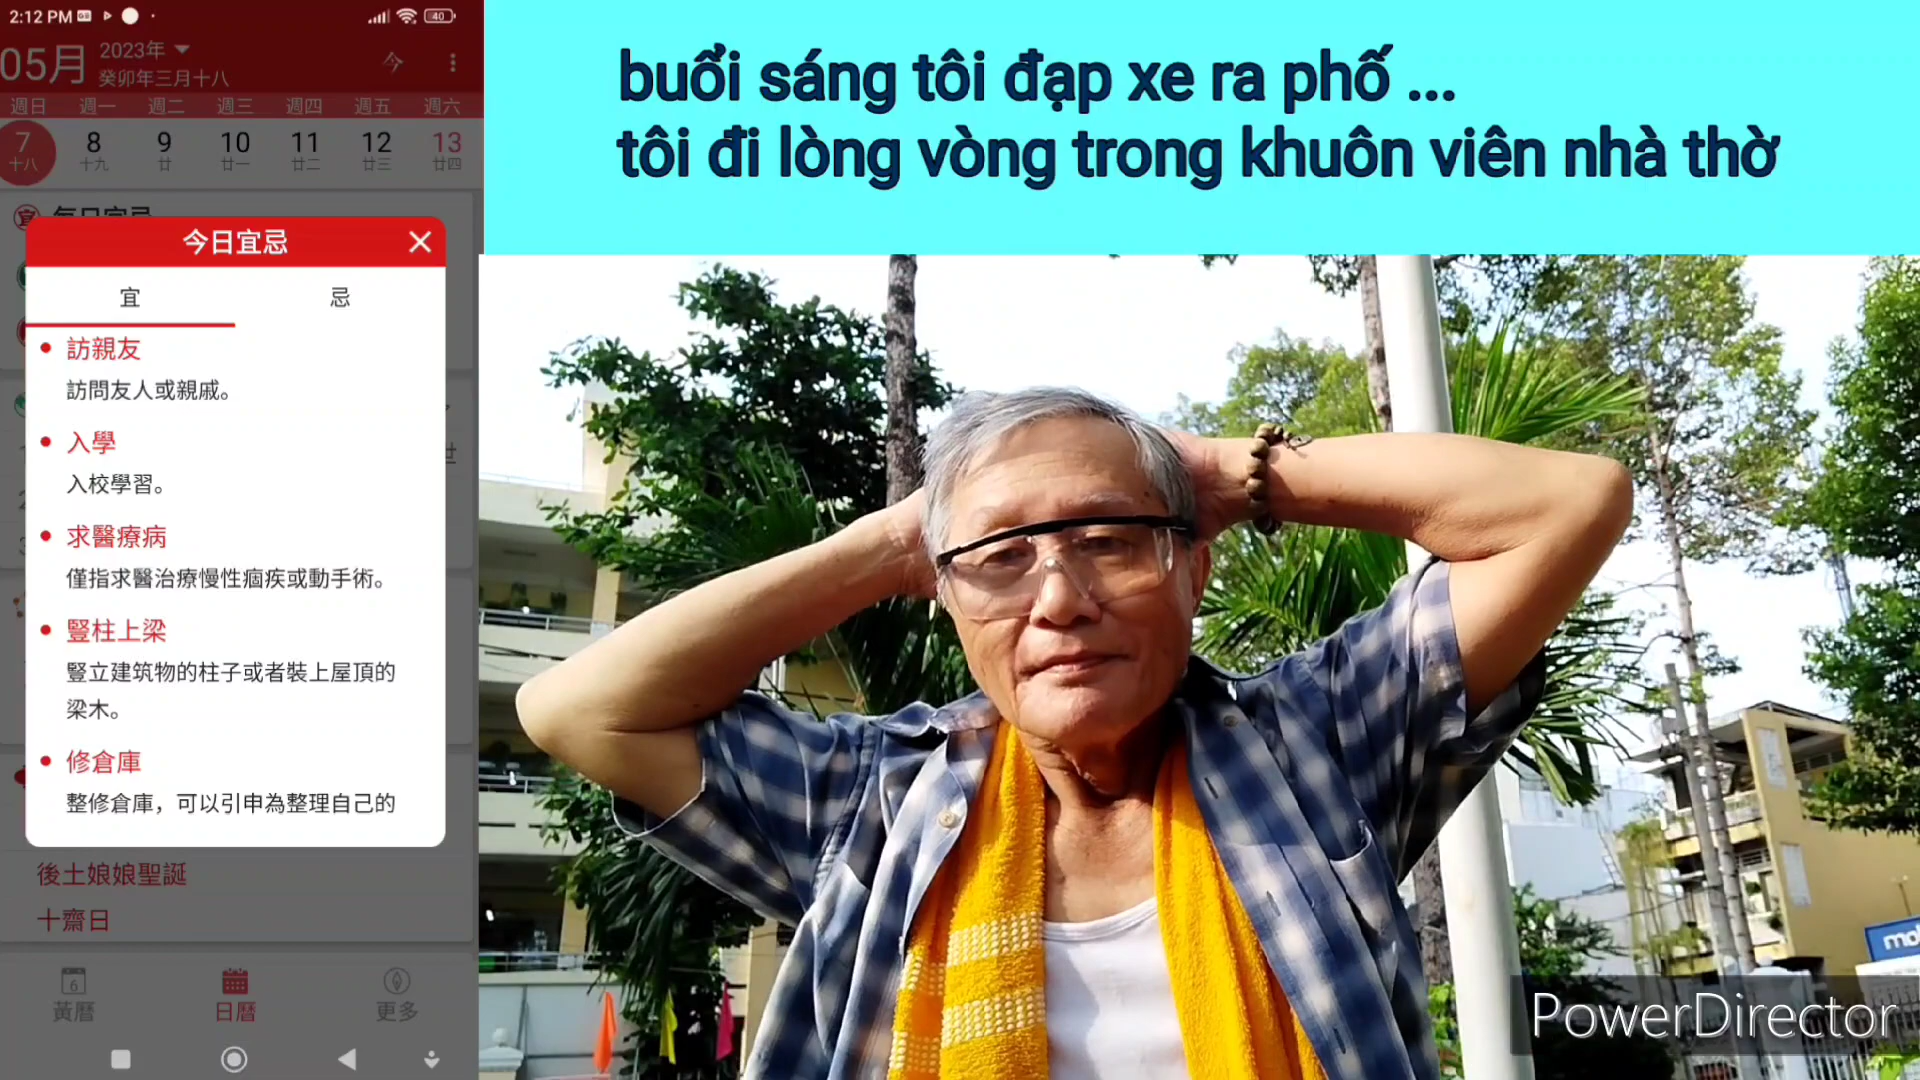 2:12 PM
40
05月
2023年
癸卯年三月十八
今
週日 週一 週二 週三 週四 週五 週六
7 8 9 10 11 12 13
十八 十九 廿 廿一 廿二 廿三 廿四
今日宜忌
宜 忌
訪親友
訪問友人或親戚。
入學
入校學習。
求醫療病
僅指求醫治療慢性痼疾或動手術。
豎柱上梁
豎立建筑物的柱子或者裝上屋頂的
梁木。
修倉庫
整修倉庫，可以引申為整理自己的
後土娘娘聖誕
十齋日
6
黃曆 日曆 更多
buổi sáng tôi đạp xe ra phố ...
tôi đi lòng vòng trong khuôn viên nhà thờ
PowerDirector